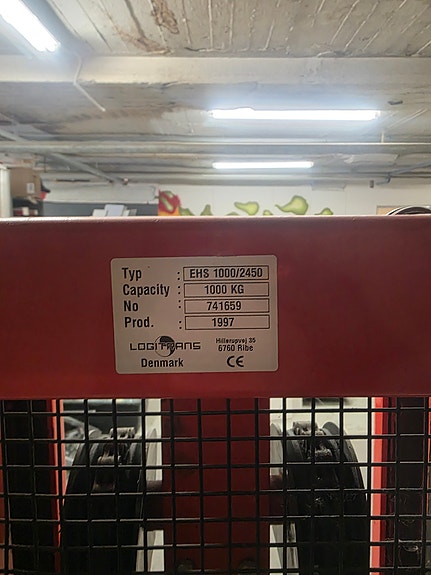 Typ : EHS 1000/2450
Capacity : 1000 KG
No : 741659
Prod. : 1997
LOGITRANS
Denmark
Hillerupvej 35
6760 Ribe
CE